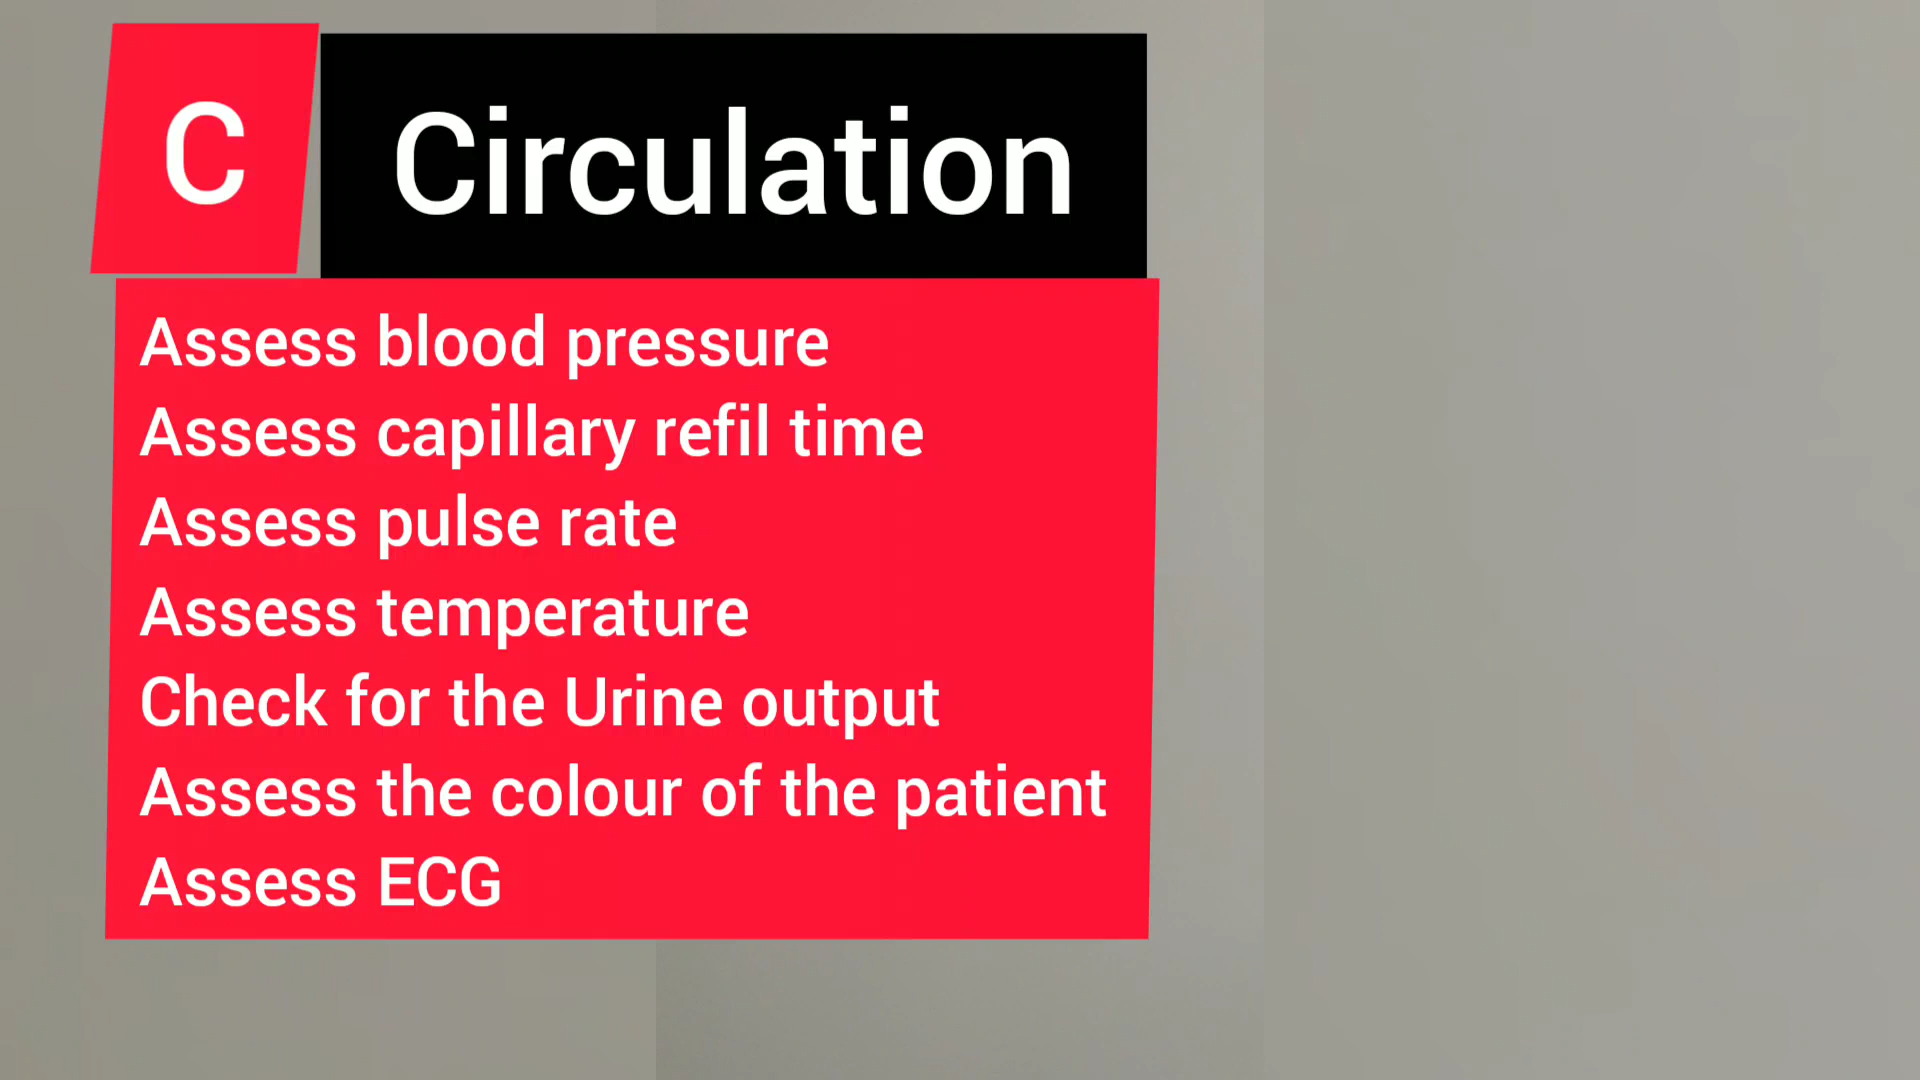 C Circulation
Assess blood pressure
Assess capillary refil time
Assess pulse rate
Assess temperature
Check for the Urine output
Assess the colour of the patient
Assess ECG